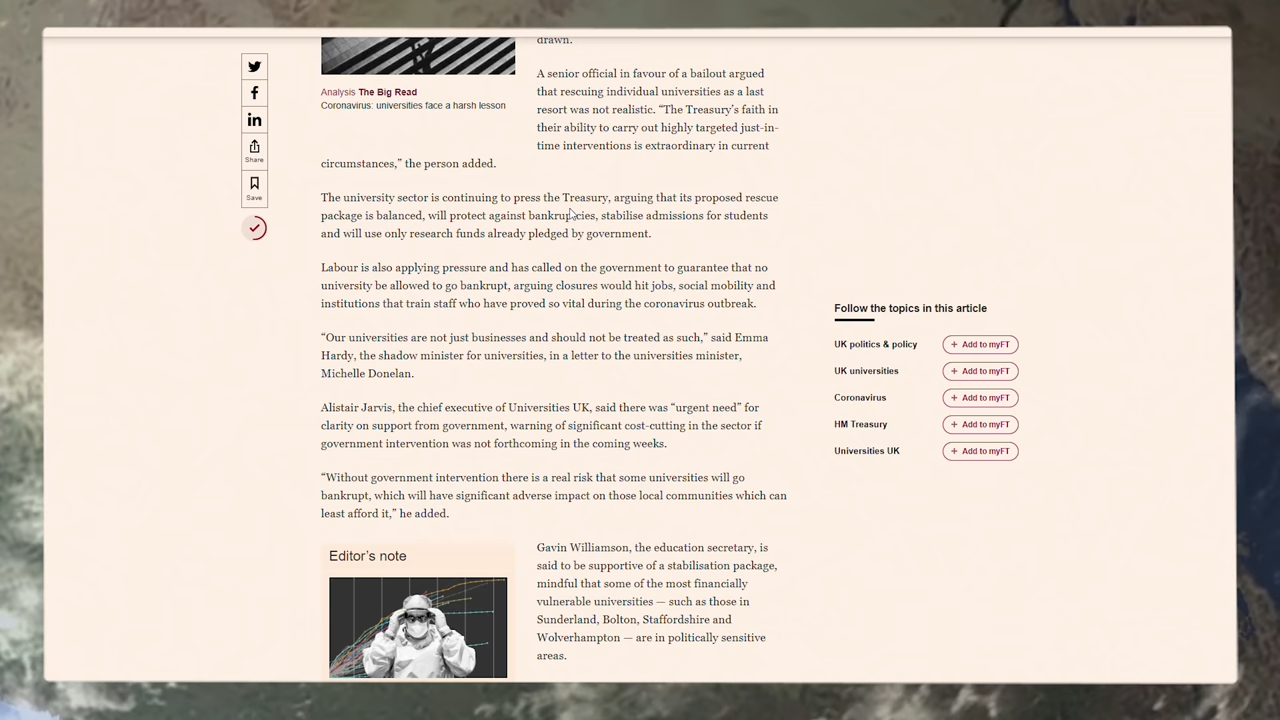 drawn.
Analysis The Big Read
Coronavirus: universities face a harsh lesson
A senior official in favour of a bailout argued
that rescuing individual universities as a last
resort was not realistic. “The Treasury’s faith in
their ability to carry out highly targeted just-in-
time interventions is extraordinary in current
circumstances,” the person added.
Share
Save
The university sector is continuing to press the Treasury, arguing that its proposed rescue
package is balanced, will protect against bankruptcies, stabilise admissions for students
and will use only research funds already pledged by government.
Labour is also applying pressure and has called on the government to guarantee that no
university be allowed to go bankrupt, arguing closures would hit jobs, social mobility and
institutions that train staff who have proved so vital during the coronavirus outbreak.
“Our universities are not just businesses and should not be treated as such,” said Emma
Hardy, the shadow minister for universities, in a letter to the universities minister,
Michelle Donelan.
Alistair Jarvis, the chief executive of Universities UK, said there was “urgent need” for
clarity on support from government, warning of significant cost-cutting in the sector if
government intervention was not forthcoming in the coming weeks.
“Without government intervention there is a real risk that some universities will go
bankrupt, which will have significant adverse impact on those local communities which can
least afford it,” he added.
Editor’s note
Gavin Williamson, the education secretary, is
said to be supportive of a stabilisation package,
mindful that some of the most financially
vulnerable universities — such as those in
Sunderland, Bolton, Staffordshire and
Wolverhampton — are in politically sensitive
areas.
Follow the topics in this article
UK politics & policy + Add to myFT
UK universities + Add to myFT
Coronavirus + Add to myFT
HM Treasury + Add to myFT
Universities UK + Add to myFT